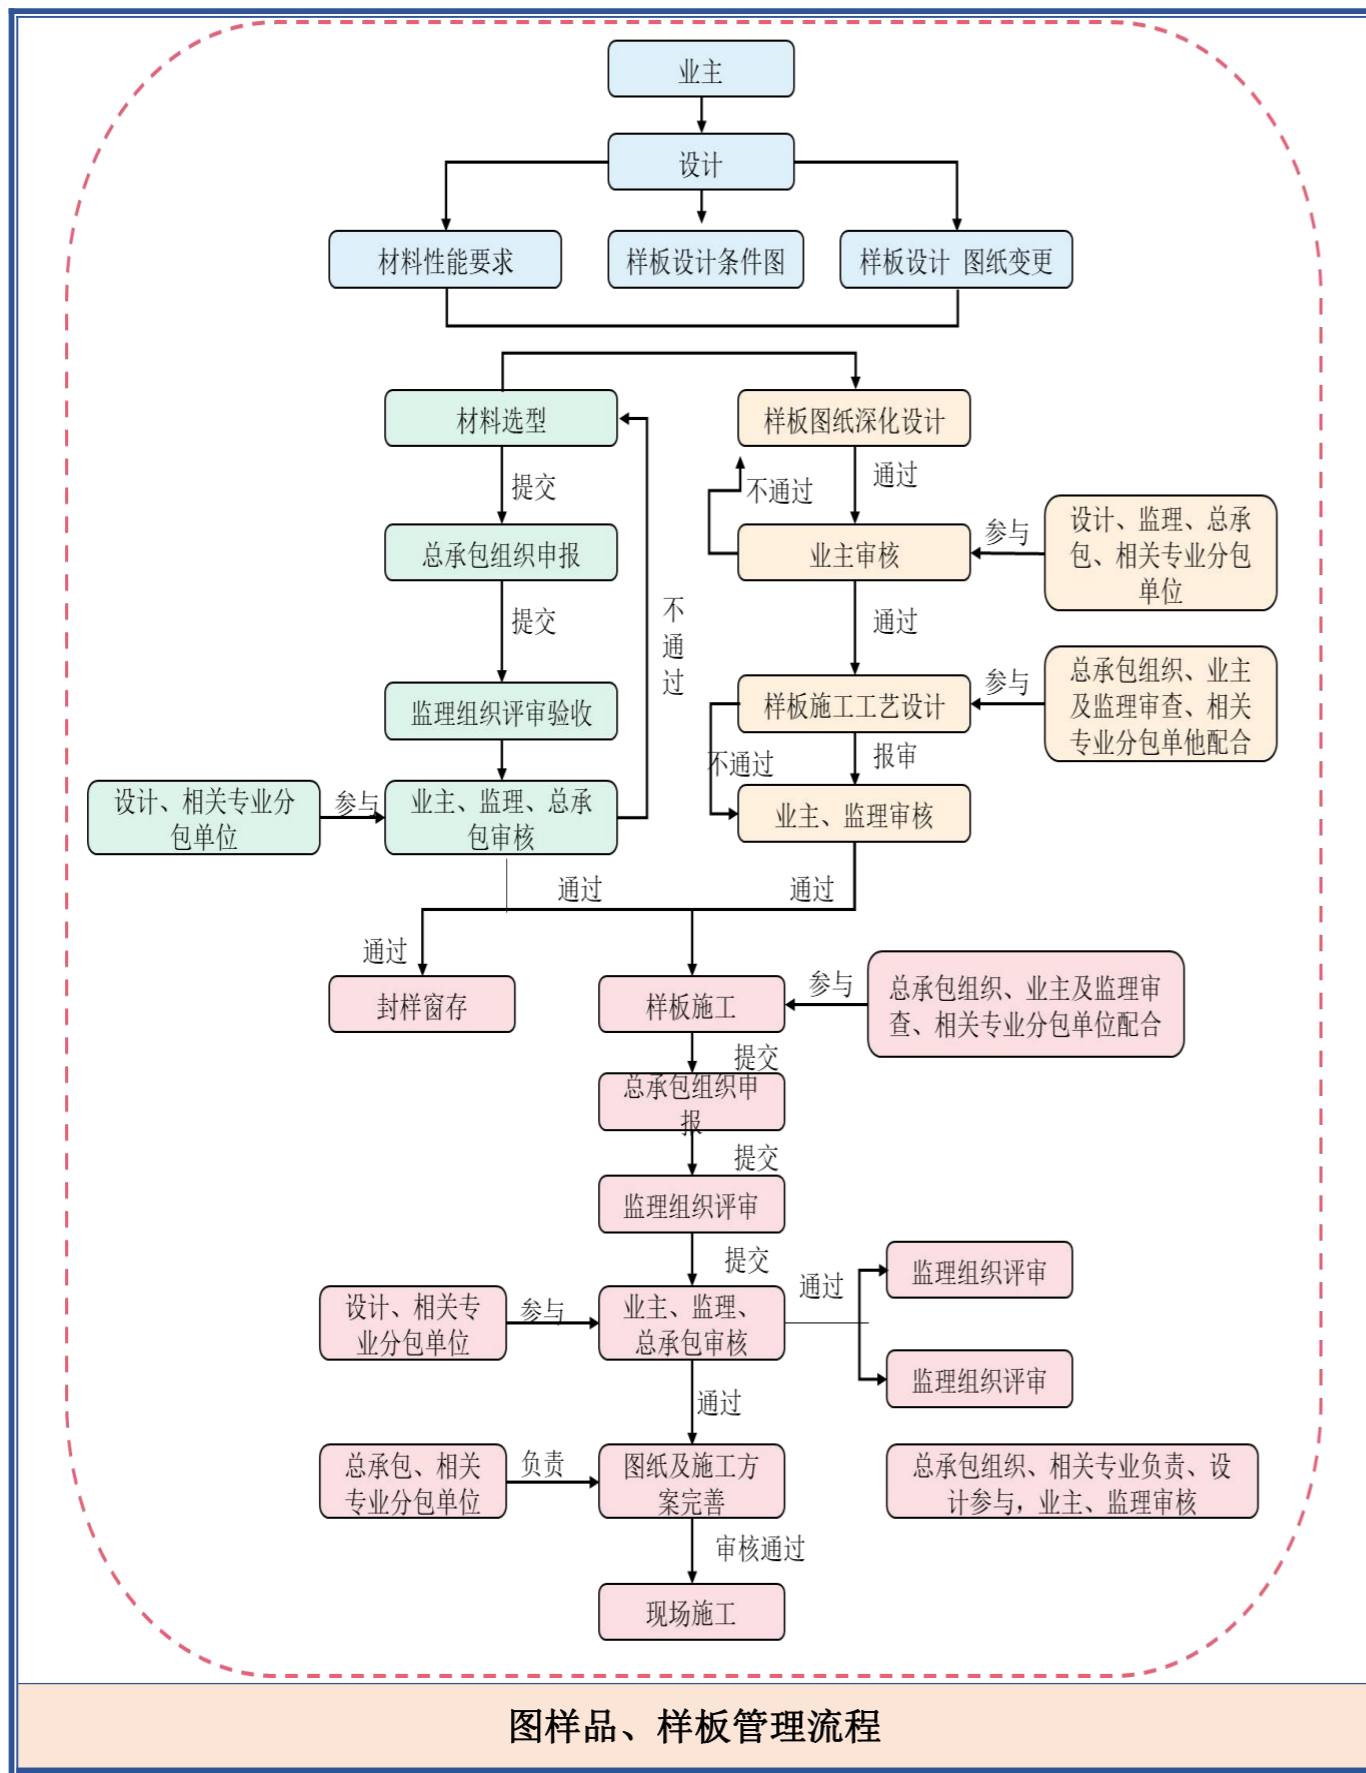 业主
设计
材料性能要求
样板设计条件图
样板设计 图纸变更
材料选型
样板图纸深化设计
提交
不通过
通过
总承包组织申报
业主审核
参与
设计、监理、总承
包、相关专业分包
单位
提交
不
通
过
通过
监理组织评审验收
样板施工工艺设计
参与
总承包组织、业主
及监理审查、相关
专业分包单他配合
不通过
报审
设计、相关专业分
包单位
参与
业主、监理、总承
包审核
业主、监理审核
通过
通过
通过
封样窗存
样板施工
参与
总承包组织、业主及监理审
查、相关专业分包单位配合
提交
总承包组织申
报
提交
监理组织评审
提交
设计、相关专
业分包单位
参与
业主、监理、
总承包审核
通过
监理组织评审
监理组织评审
通过
总承包、相关
专业分包单位
负责
图纸及施工方
案完善
总承包组织、相关专业负责、设
计参与，业主、监理审核
审核通过
现场施工
图样品、样板管理流程